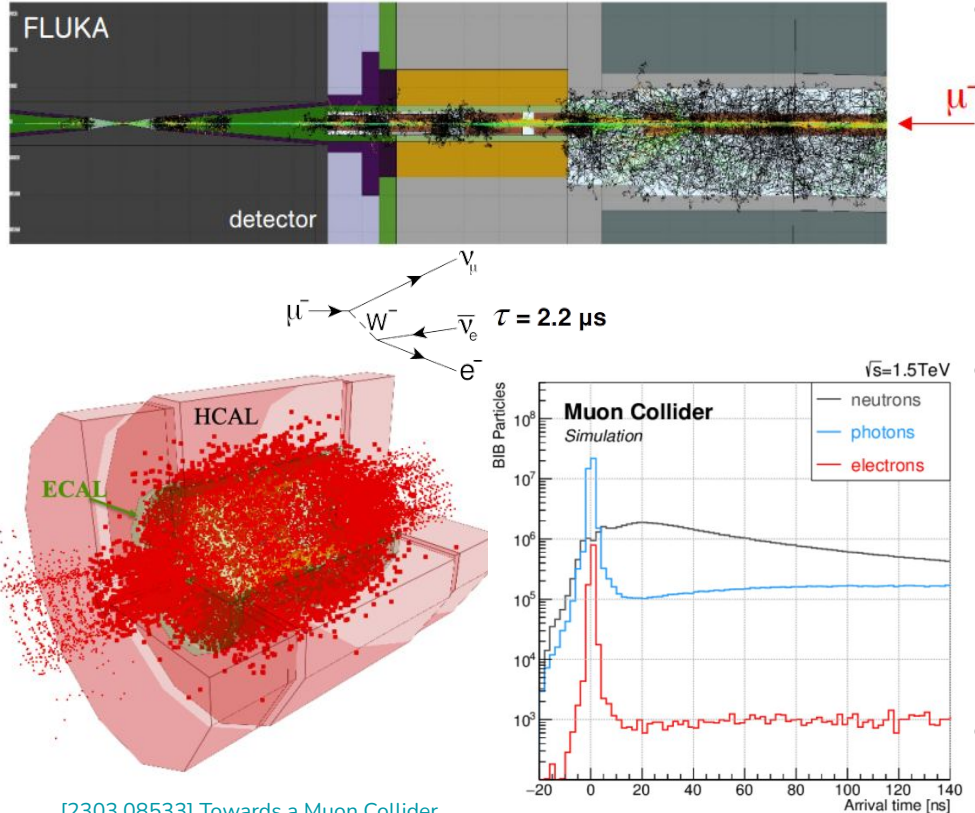 FLUKA
μ⁻
detector
ν_μ
μ⁻
W⁻
ν̅_e
τ = 2.2 μs
e⁻
HCAL
ECAL
√s=1.5TeV
Muon Collider
Simulation
neutrons
photons
electrons
BIB Particles
10⁸
10⁷
10⁶
10⁵
10⁴
10³
−20 0 20 40 60 80 100 120 140
Arrival time [ns]
[2303.08533] Towards a Muon Collider